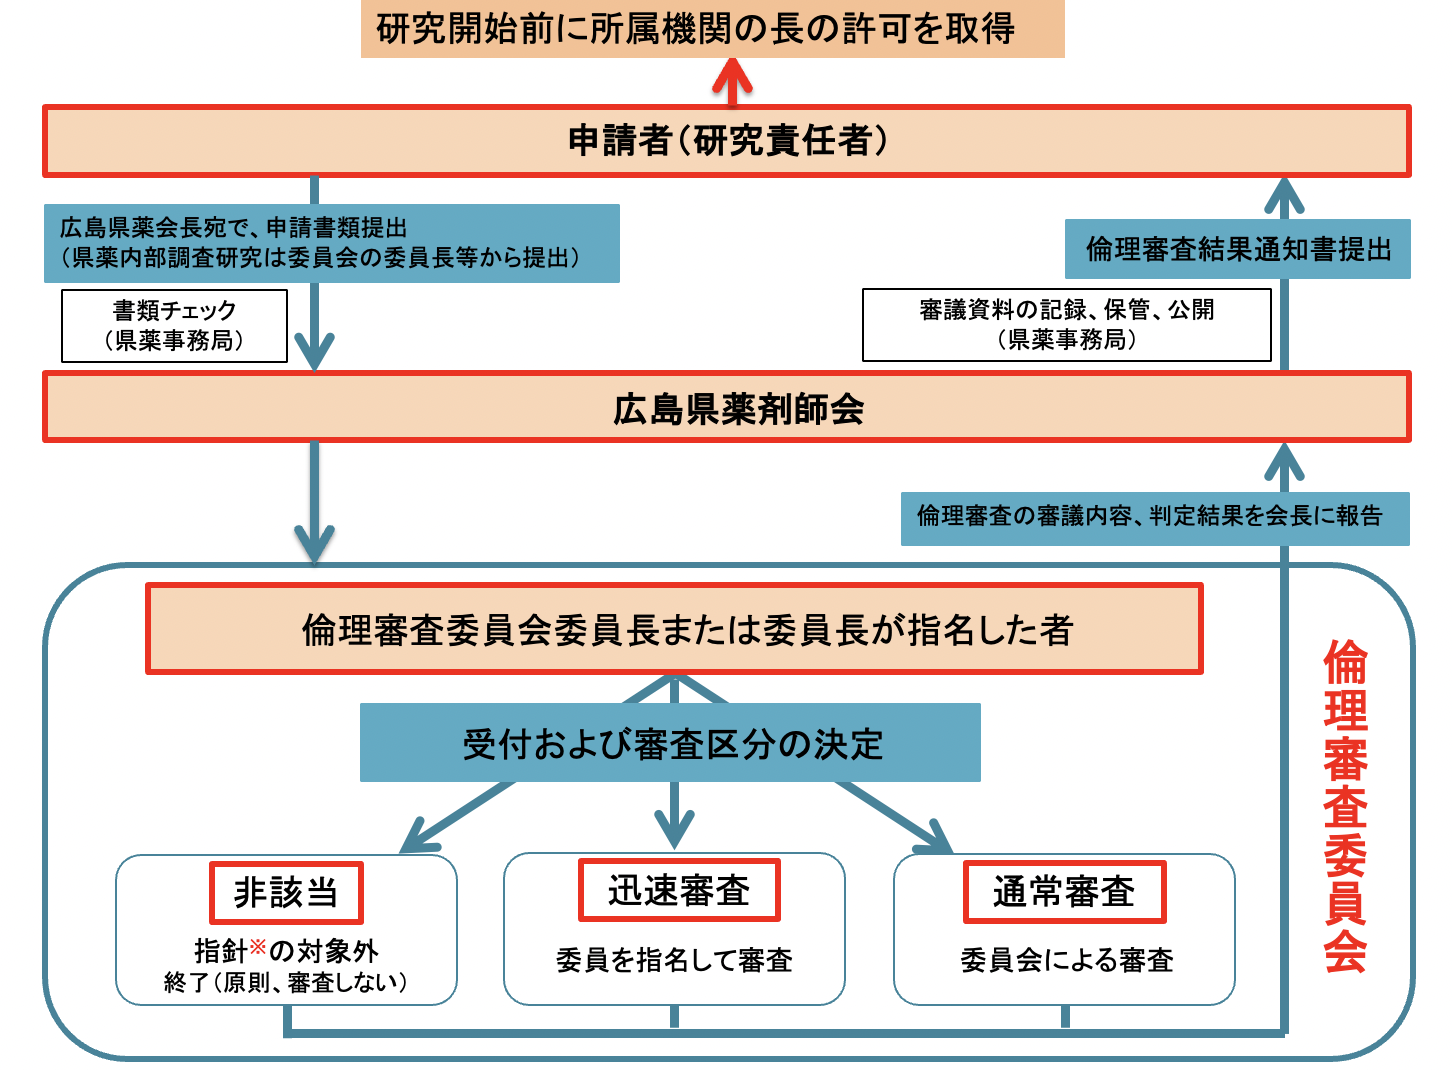 研究開始前に所属機関の長の許可を取得
申請者（研究責任者）
広島県薬会長宛で、申請書類提出
（県薬内部調査研究は委員会の委員長等から提出）
倫理審査結果通知書提出
書類チェック
（県薬事務局）
審議資料の記録、保管、公開
（県薬事務局）
広島県薬剤師会
倫理審査の審議内容、判定結果を会長に報告
倫理審査委員会委員長または委員長が指名した者
倫理審査委員会
受付および審査区分の決定
非該当
指針※の対象外
終了（原則、審査しない）
迅速審査
委員を指名して審査
通常審査
委員会による審査